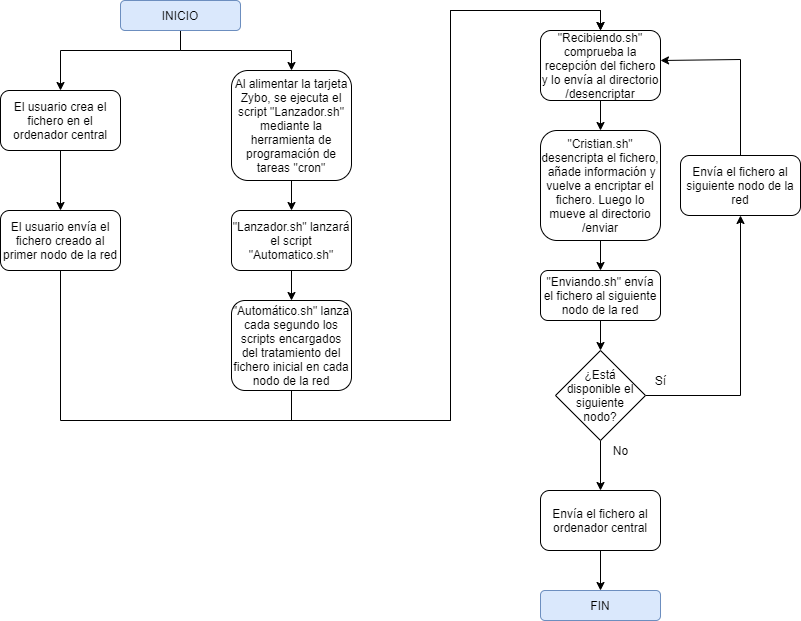 INICIO
El usuario crea el
fichero en el
ordenador central
El usuario envía el
fichero creado al
primer nodo de la red
Al alimentar la tarjeta
Zybo, se ejecuta el
script "Lanzador.sh"
mediante la
herramienta de
programación de
tareas "cron"
"Lanzador.sh" lanzará
el script
"Automatico.sh"
"Automático.sh" lanza
cada segundo los
scripts encargados
del tratamiento del
fichero inicial en cada
nodo de la red
"Recibiendo.sh"
comprueba la
recepción del fichero
y lo envía al directorio
/desencriptar
"Cristian.sh"
desencripta el fichero,
añade información y
vuelve a encriptar el
fichero. Luego lo
mueve al directorio
/enviar
"Enviando.sh" envía
el fichero al siguiente
nodo de la red
¿Está
disponible el
siguiente
nodo?
Sí
Envía el fichero al
siguiente nodo de la
red
No
Envía el fichero al
ordenador central
FIN